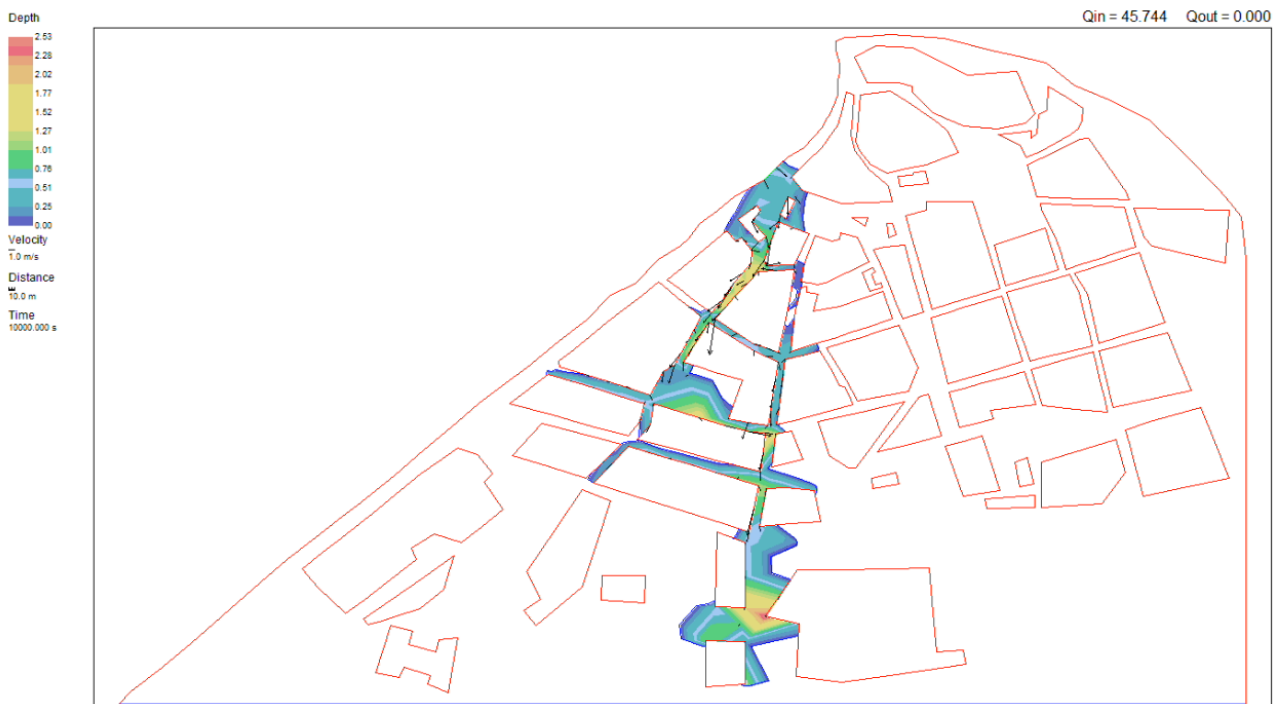 Qin = 45.744 Qout = 0.000
Depth
2.53
2.28
2.02
1.77
1.52
1.27
1.01
0.76
0.51
0.25
0.00
Velocity
1.0 m/s
Distance
10.0 m
Time
10000.000 s